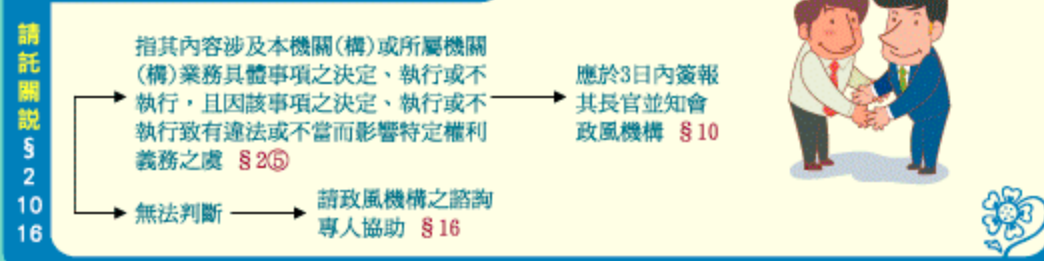 請託關說§2 10 16
指其內容涉及本機關(構)或所屬機關
(構)業務具體事項之決定、執行或不
執行，且因該事項之決定、執行或不
執行致有違法或不當而影響特定權利
義務之虞 §2⑤
應於3日內簽報
其長官並知會
政風機構 §10
無法判斷
請政風機構之諮詢
專人協助 §16